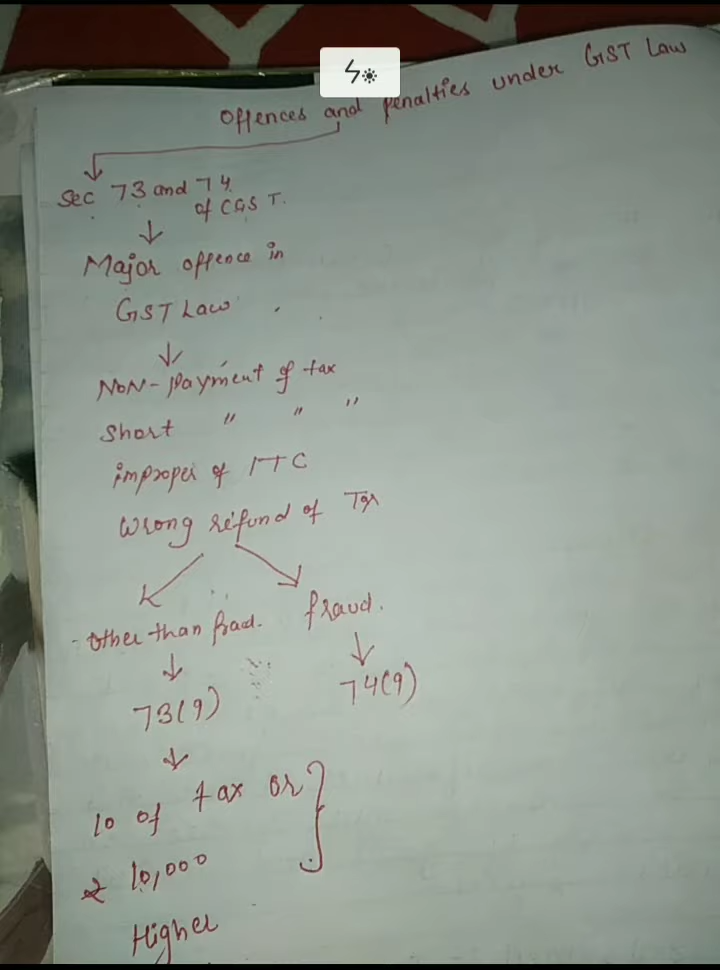 Offences and penalties under GST Law
Sec 73 and 74
of CGST.
Major offence in
GST Law
Non-payment of tax
Short " " "
improper of ITC
Wrong refund of Tax
Other than fraud. fraud.
73(9) 74(9)
10 of tax or
₹ 10,000
Higher